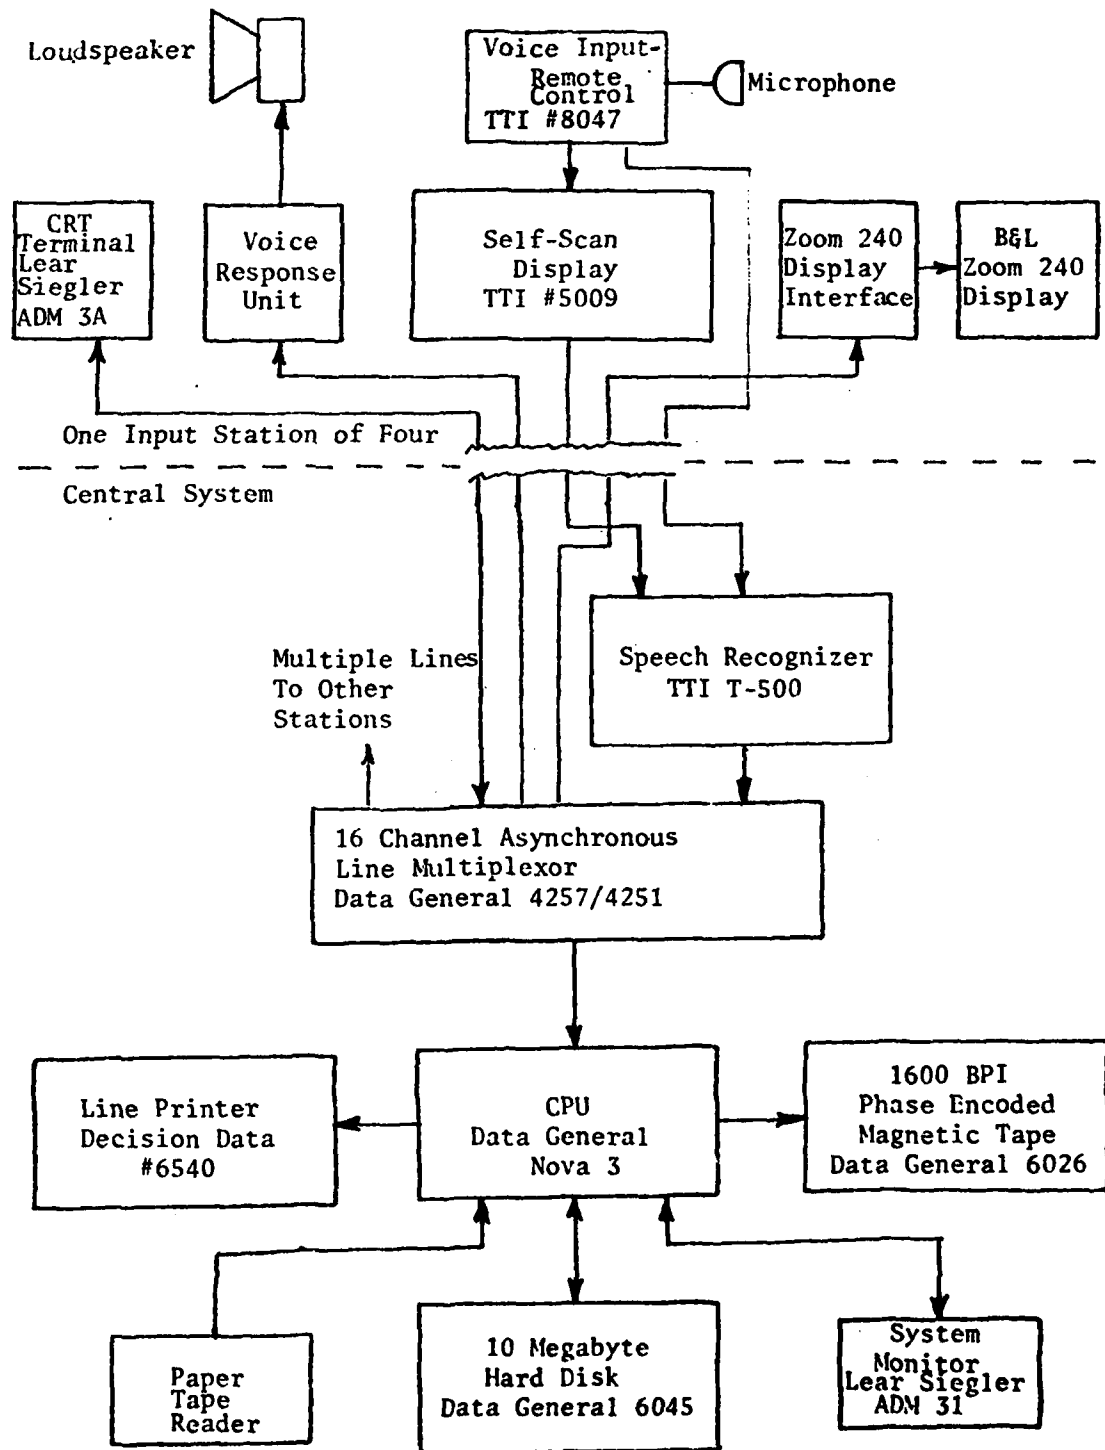 Loudspeaker
Voice Input-
Remote
Control
TTI #8047
Microphone
CRT
Terminal
Lear
Siegler
ADM 3A
Voice
Response
Unit
Self-Scan
Display
TTI #5009
Zoom 240
Display
Interface
B&L
Zoom 240
Display
One Input Station of Four
Central System
Multiple Lines
To Other
Stations
Speech Recognizer
TTI T-500
16 Channel Asynchronous
Line Multiplexor
Data General 4257/4251
Line Printer
Decision Data
#6540
CPU
Data General
Nova 3
1600 BPI
Phase Encoded
Magnetic Tape
Data General 6026
Paper
Tape
Reader
10 Megabyte
Hard Disk
Data General 6045
System
Monitor
Lear Siegler
ADM 31